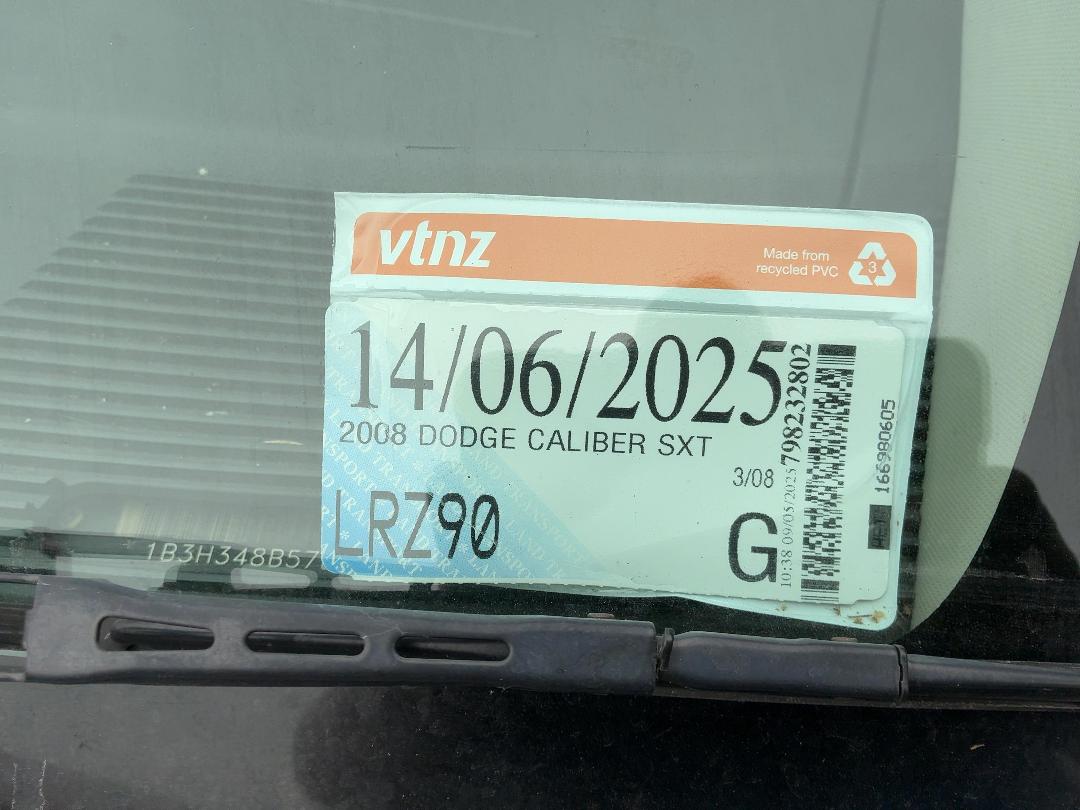 vtnz
Made from
recycled PVC
3
14/06/2025
2008 DODGE CALIBER SXT
3/08
LRZ90
G
10:38 09/05/2025 798232802
166980605
1B3H348B57